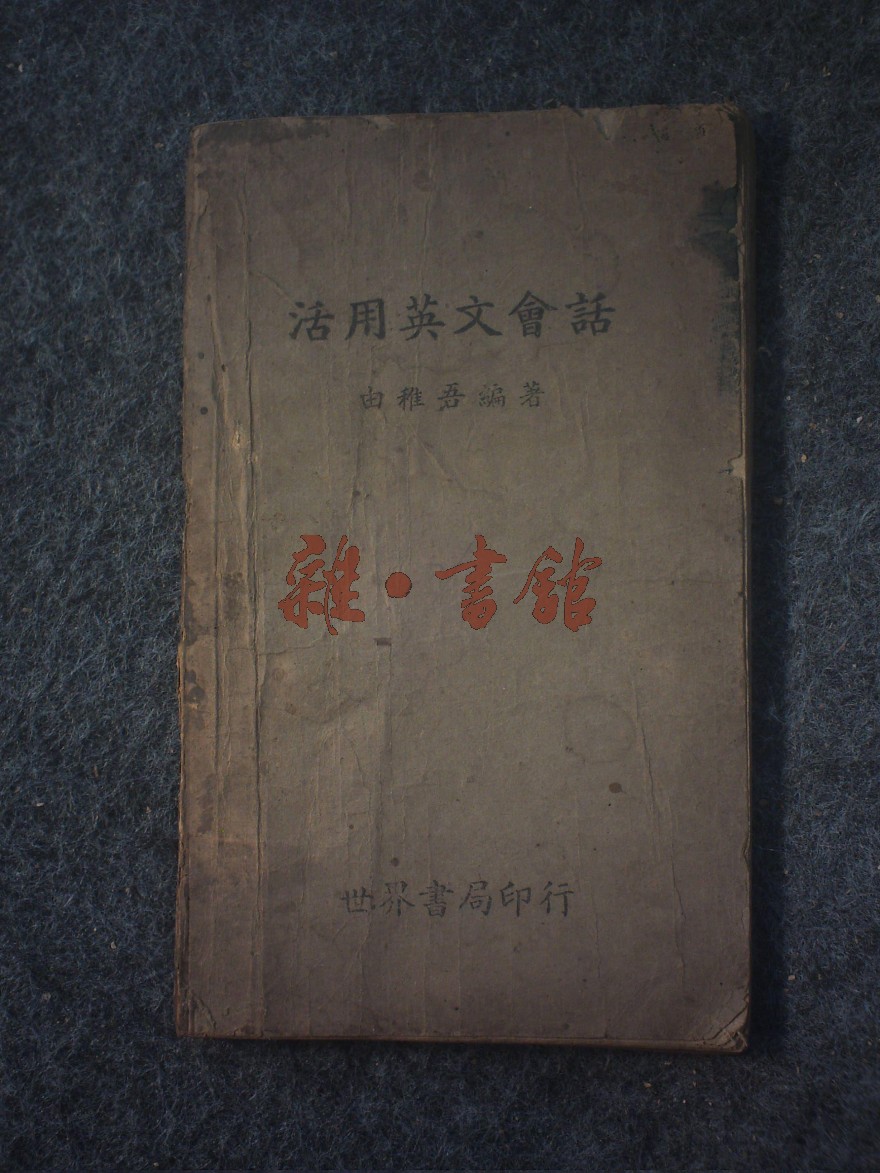 活用英文會話
由稚吾編著
雜·書館
世界書局印行